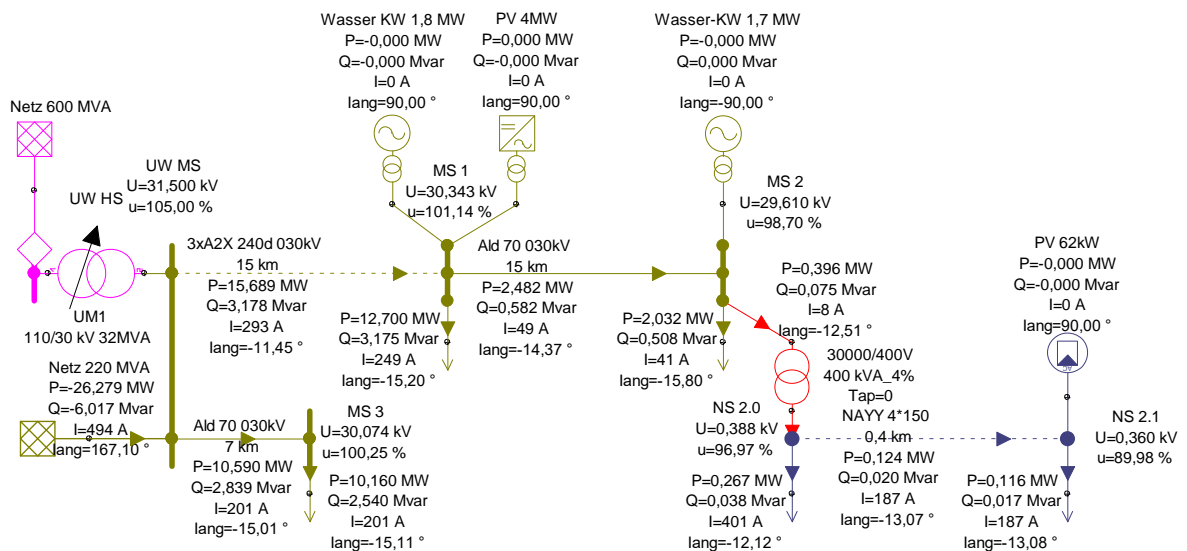 Wasser KW 1,8 MW
P=-0,000 MW
Q=-0,000 Mvar
I=0 A
Iang=90,00 °
PV 4MW
P=0,000 MW
Q=-0,000 Mvar
I=0 A
Iang=90,00 °
Wasser-KW 1,7 MW
P=-0,000 MW
Q=0,000 Mvar
I=0 A
Iang=-90,00 °
Netz 600 MVA
UW MS
U=31,500 kV
u=105,00 %
UW HS
UM1
110/30 kV 32MVA
MS 1
U=30,343 kV
u=101,14 %
MS 2
U=29,610 kV
u=98,70 %
3xA2X 240d 030kV
15 km
P=15,689 MW
Q=3,178 Mvar
I=293 A
Iang=-11,45 °
Ald 70 030kV
15 km
P=2,482 MW
Q=0,582 Mvar
I=49 A
Iang=-14,37 °
P=12,700 MW
Q=3,175 Mvar
I=249 A
Iang=-15,20 °
P=2,032 MW
Q=0,508 Mvar
I=41 A
Iang=-15,80 °
P=0,396 MW
Q=0,075 Mvar
I=8 A
Iang=-12,51 °
30000/400V
400 kVA_4%
Tap=0
PV 62kW
P=-0,000 MW
Q=-0,000 Mvar
I=0 A
Iang=90,00 °
Netz 220 MVA
P=-26,279 MW
Q=-6,017 Mvar
I=494 A
Iang=167,10 °
Ald 70 030kV
7 km
P=10,590 MW
Q=2,839 Mvar
I=201 A
Iang=-15,01 °
MS 3
U=30,074 kV
u=100,25 %
P=10,160 MW
Q=2,540 Mvar
I=201 A
Iang=-15,11 °
NS 2.0
U=0,388 kV
u=96,97 %
P=0,267 MW
Q=0,038 Mvar
I=401 A
Iang=-12,12 °
NAYY 4*150
0,4 km
P=0,124 MW
Q=0,020 Mvar
I=187 A
Iang=-13,07 °
NS 2.1
U=0,360 kV
u=89,98 %
P=0,116 MW
Q=0,017 Mvar
I=187 A
Iang=-13,08 °